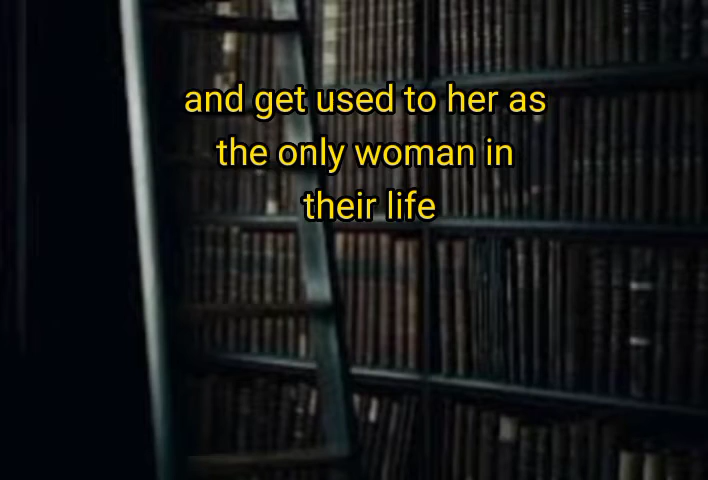 and get used to her as
the only woman in
their life